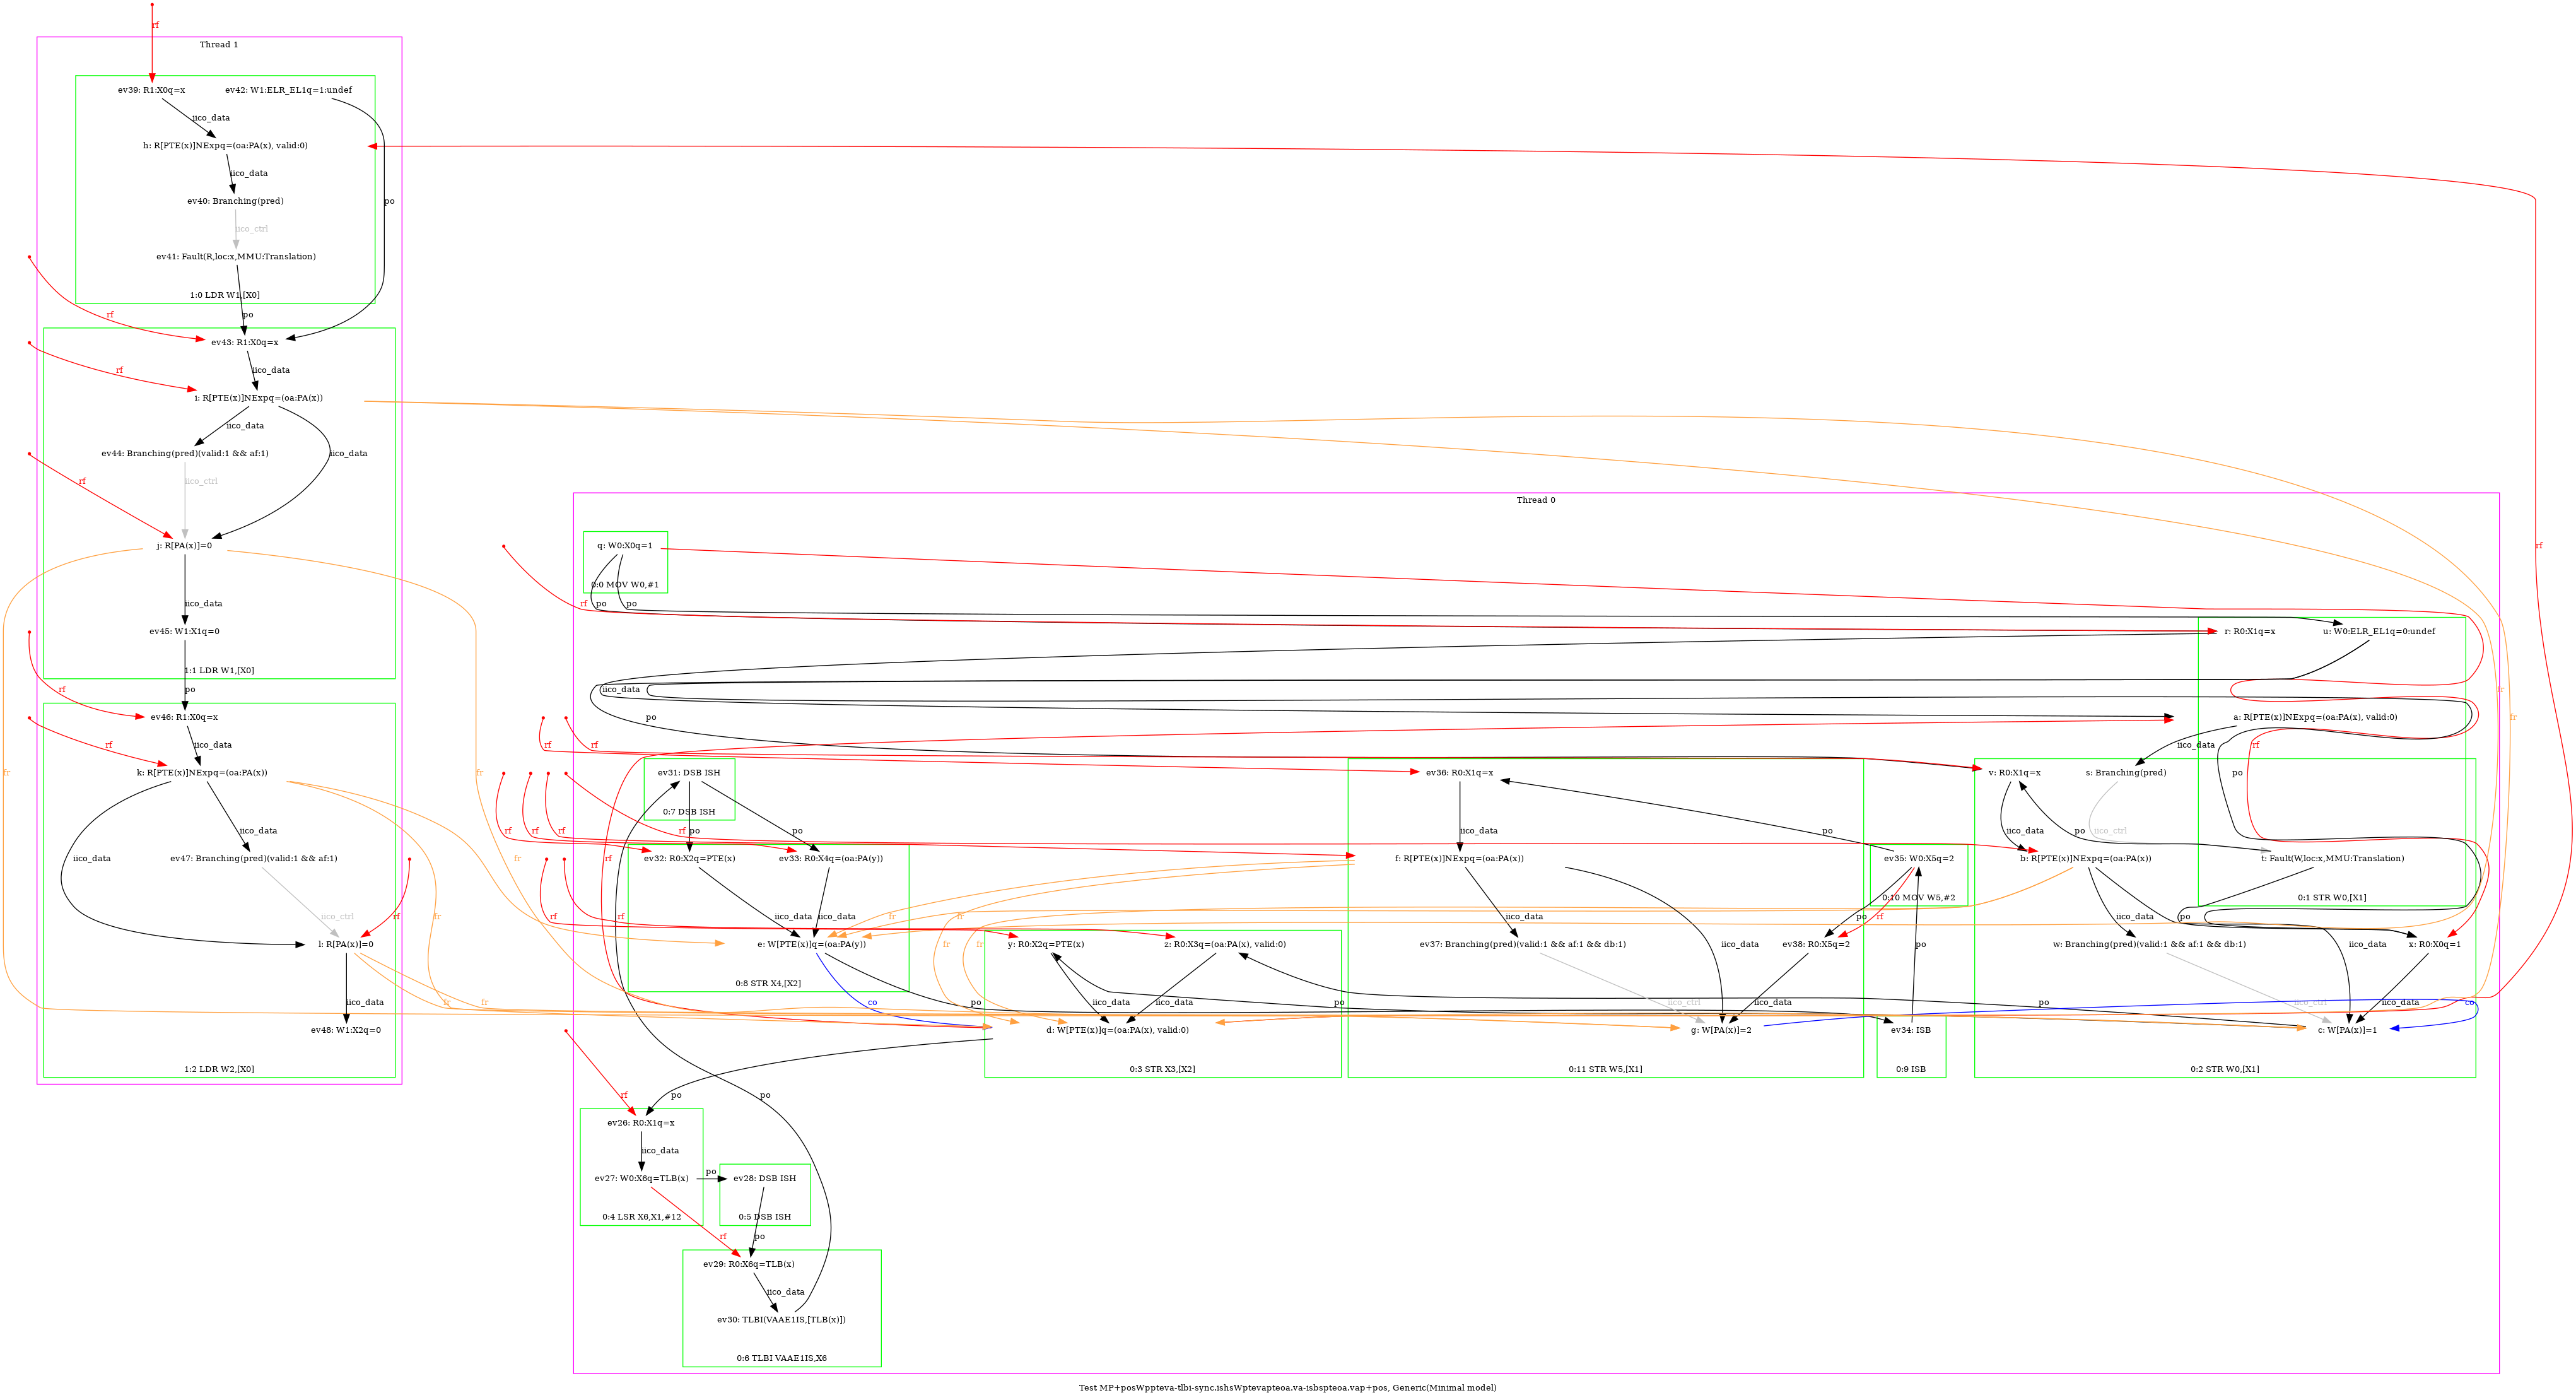 rf
Thread 1
ev39: R1:X0q=x
ev42: W1:ELR_EL1q=1:undef
iico_data
h: R[PTE(x)]NExpq=(oa:PA(x), valid:0)
iico_data
po
ev40: Branching(pred)
iico_ctrl
ev41: Fault(R,loc:x,MMU:Translation)
1:0 LDR W1,[X0]
rf
po
ev43: R1:X0q=x
rf
iico_data
i: R[PTE(x)]NExpq=(oa:PA(x))
iico_data
ev44: Branching(pred)(valid:1 && af:1)
iico_data
rf
iico_ctrl
j: R[PA(x)]=0
iico_data
ev45: W1:X1q=0
1:1 LDR W1,[X0]
rf
po
ev46: R1:X0q=x
rf
iico_data
fr
k: R[PTE(x)]NExpq=(oa:PA(x))
fr
iico_data
iico_data
ev47: Branching(pred)(valid:1 && af:1)
iico_ctrl
fr
rf
l: R[PA(x)]=0
iico_data
fr
fr
ev48: W1:X2q=0
1:2 LDR W2,[X0]
fr
Thread 0
q: W0:X0q=1
rf
0:0 MOV W0,#1
rf
po
po
r: R0:X1q=x
u: W0:ELR_EL1q=0:undef
iico_data
fr
fr
po
a: R[PTE(x)]NExpq=(oa:PA(x), valid:0)
rf
rf
iico_data
rf
ev31: DSB ISH
ev36: R0:X1q=x
v: R0:X1q=x
s: Branching(pred)
po
0:7 DSB ISH
rf
rf
rf
po
po
rf
iico_data
po
iico_data
po
iico_ctrl
ev32: R0:X2q=PTE(x)
ev33: R0:X4q=(oa:PA(y))
f: R[PTE(x)]NExpq=(oa:PA(x))
ev35: W0:X5q=2
b: R[PTE(x)]NExpq=(oa:PA(x))
t: Fault(W,loc:x,MMU:Translation)
0:10 MOV W5,#2
0:1 STR W0,[X1]
rf
rf
iico_data
iico_data
fr
fr
iico_data
po
rf
iico_data
po
e: W[PTE(x)]q=(oa:PA(y))
y: R0:X2q=PTE(x)
z: R0:X3q=(oa:PA(x), valid:0)
fr
fr
ev37: Branching(pred)(valid:1 && af:1 && db:1)
iico_data
ev38: R0:X5q=2
po
w: Branching(pred)(valid:1 && af:1 && db:1)
iico_data
x: R0:X0q=1
0:8 STR X4,[X2]
co
po
iico_data
iico_data
po
iico_ctrl
iico_data
iico_ctrl
po
iico_data
co
d: W[PTE(x)]q=(oa:PA(x), valid:0)
g: W[PA(x)]=2
ev34: ISB
c: W[PA(x)]=1
0:3 STR X3,[X2]
0:11 STR W5,[X1]
0:9 ISB
0:2 STR W0,[X1]
rf
po
po
ev26: R0:X1q=x
iico_data
ev27: W0:X6q=TLB(x)
po
ev28: DSB ISH
0:4 LSR X6,X1,#12
0:5 DSB ISH
rf
po
ev29: R0:X6q=TLB(x)
iico_data
ev30: TLBI(VAAE1IS,[TLB(x)])
0:6 TLBI VAAE1IS,X6
rf
Test MP+posWppteva-tlbi-sync.ishsWptevapteoa.va-isbspteoa.vap+pos, Generic(Minimal model)